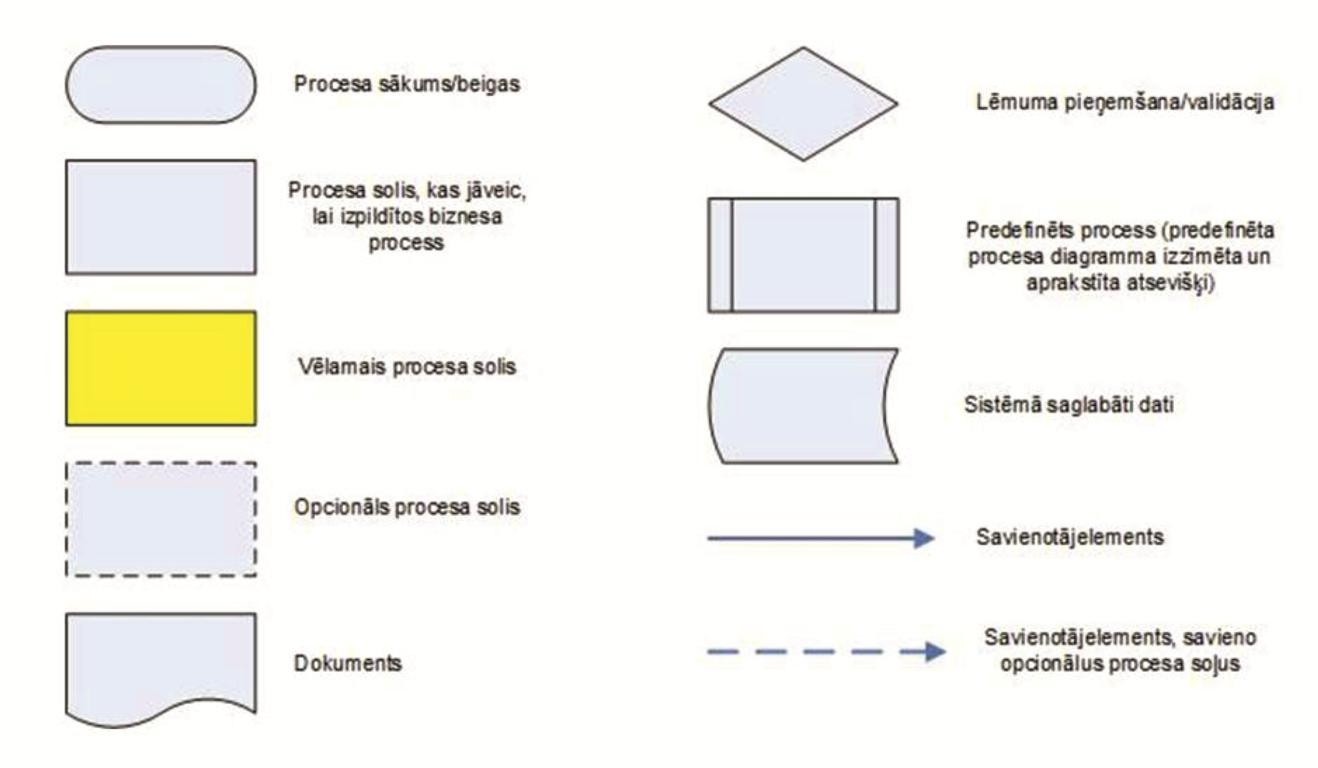 Procesa sākums/beigas
Procesa solis, kas jāveic,
lai izpildītos biznesa
process
Vēlamais procesa solis
Opcionāls procesa solis
Dokuments
Lēmuma pieņemšana/validācija
Predefinēts process (predefinēta
procesa diagramma izzīmēta un
aprakstīta atsevišķi)
Sistēmā saglabāti dati
Savienotājelements
Savienotājelements, savieno
opcionālus procesa soļus